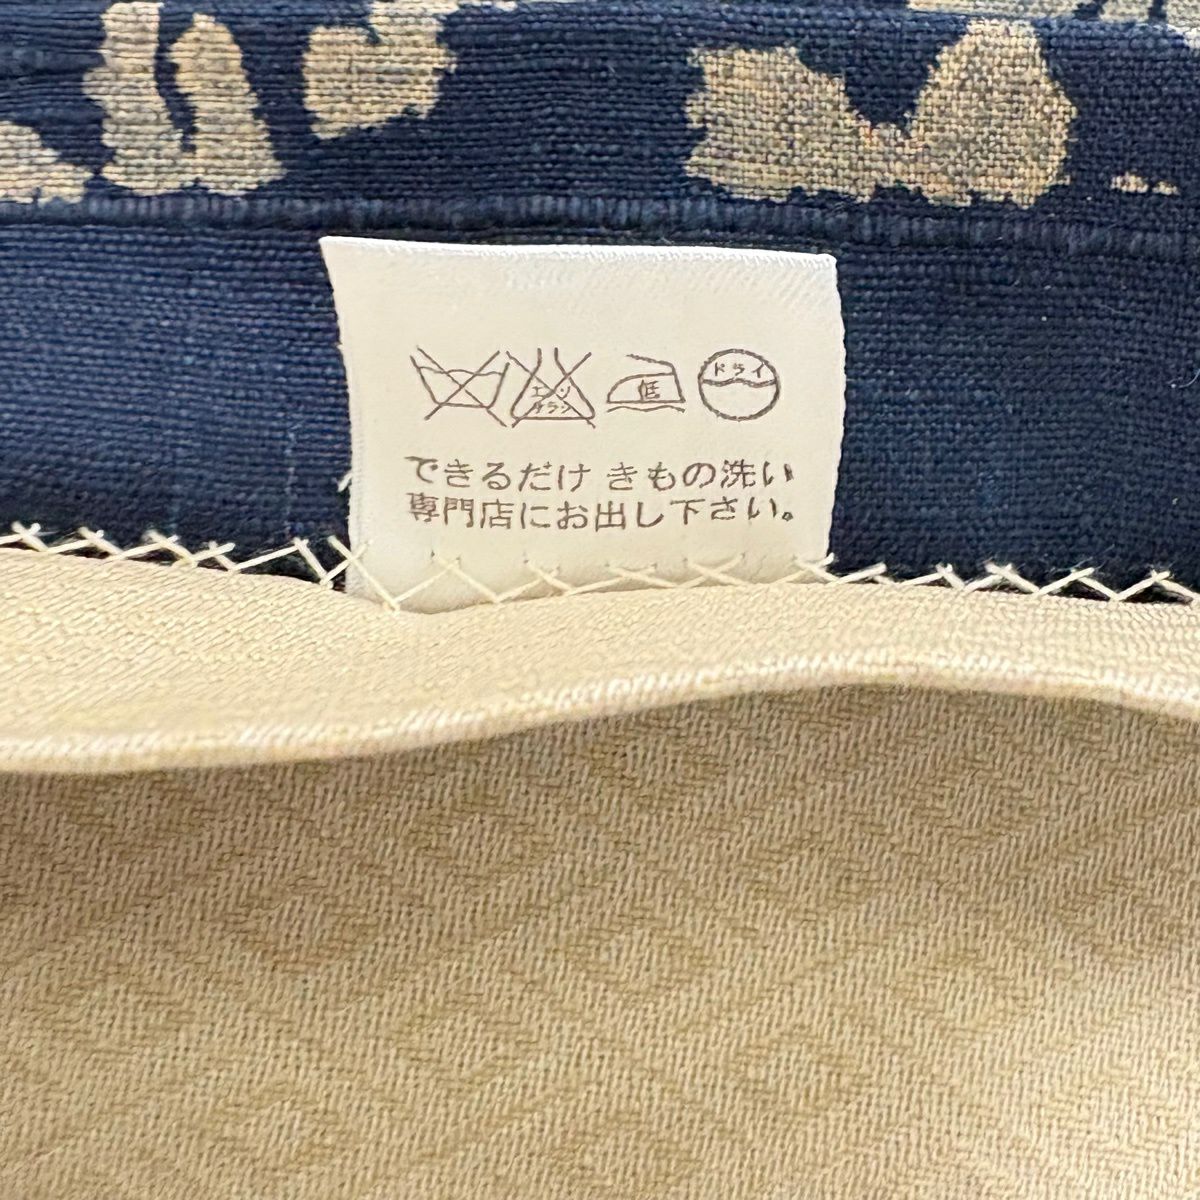 エンソ
サラシ
低
ドライ
できるだけ きもの洗い
専門店にお出し下さい。